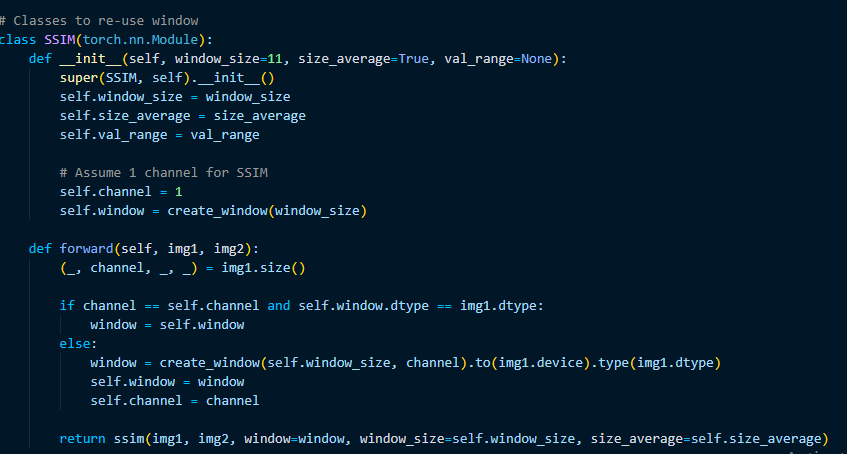 # Classes to re-use window
class SSIM(torch.nn.Module):
    def __init__(self, window_size=11, size_average=True, val_range=None):
        super(SSIM, self).__init__()
        self.window_size = window_size
        self.size_average = size_average
        self.val_range = val_range

        # Assume 1 channel for SSIM
        self.channel = 1
        self.window = create_window(window_size)

    def forward(self, img1, img2):
        (_, channel, _, _) = img1.size()

        if channel == self.channel and self.window.dtype == img1.dtype:
            window = self.window
        else:
            window = create_window(self.window_size, channel).to(img1.device).type(img1.dtype)
            self.window = window
            self.channel = channel

        return ssim(img1, img2, window=window, window_size=self.window_size, size_average=self.size_average)